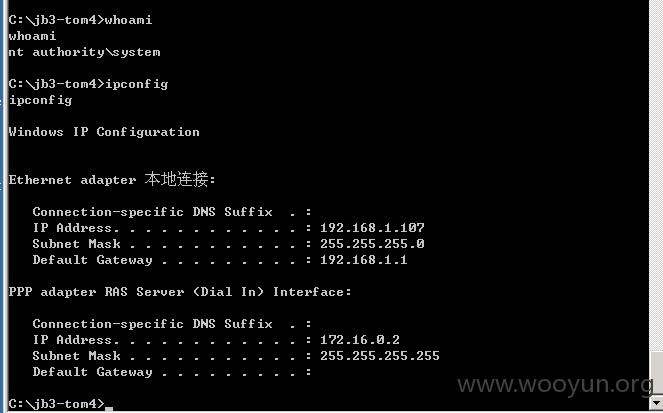 C:\jb3-tom4>whoami
whoami
nt authority\system
C:\jb3-tom4>ipconfig
ipconfig
Windows IP Configuration
Ethernet adapter 本地连接:
Connection-specific DNS Suffix . :
IP Address. . . . . . . . . . . . : 192.168.1.107
Subnet Mask . . . . . . . . . . . : 255.255.255.0
Default Gateway . . . . . . . . . : 192.168.1.1
PPP adapter RAS Server (Dial In) Interface:
Connection-specific DNS Suffix . :
IP Address. . . . . . . . . . . . : 172.16.0.2
Subnet Mask . . . . . . . . . . . : 255.255.255.255
Default Gateway . . . . . . . . . :
www.wooyun.org
C:\jb3-tom4>